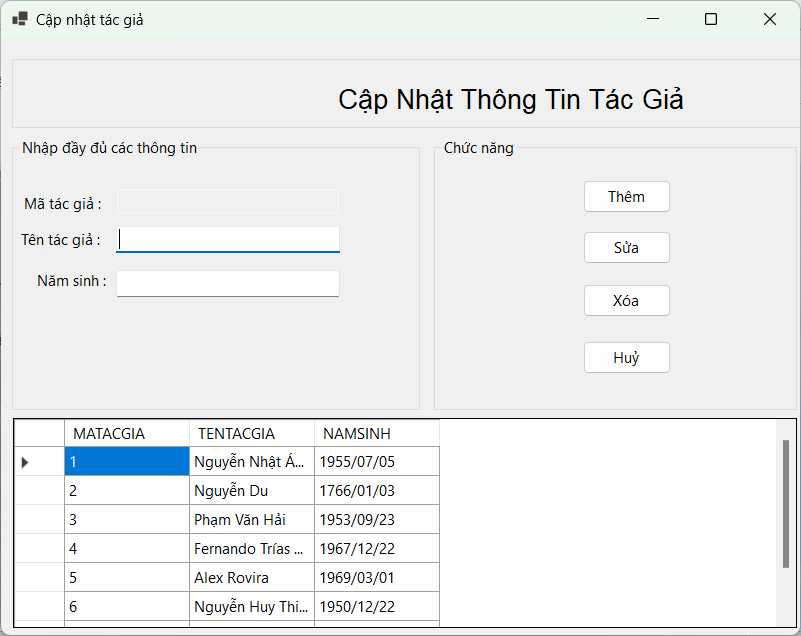 Cập nhật tác giả
Cập Nhật Thông Tin Tác Giả
Nhập đầy đủ các thông tin
Mã tác giả :
Tên tác giả :
Năm sinh :
Chức năng
Thêm
Sửa
Xóa
Huỷ
MATACGIA TENTACGIA NAMSINH
1 Nguyễn Nhật Á... 1955/07/05
2 Nguyễn Du 1766/01/03
3 Phạm Văn Hải 1953/09/23
4 Fernando Trías ... 1967/12/22
5 Alex Rovira 1969/03/01
6 Nguyễn Huy Thi... 1950/12/22